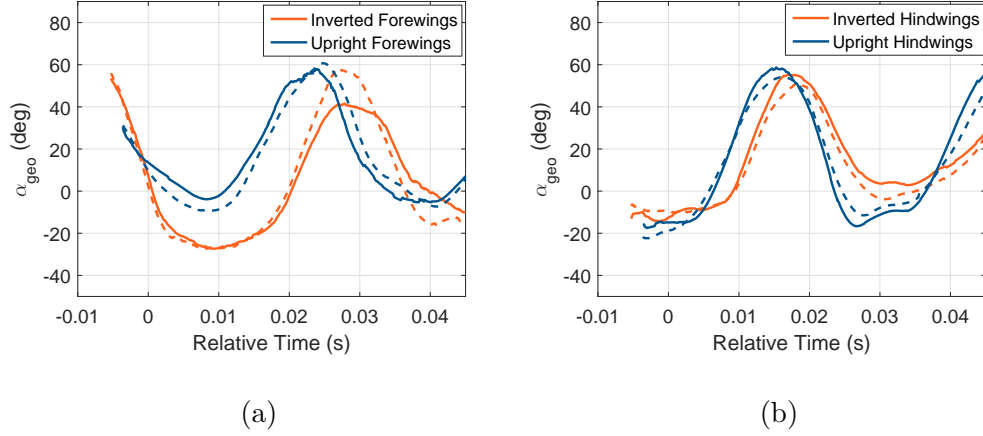 80
60
40
20
0
-20
-40
α_geo (deg)
Inverted Forewings
Upright Forewings
-0.01 0 0.01 0.02 0.03 0.04
Relative Time (s)
(a)
80
60
40
20
0
-20
-40
α_geo (deg)
Inverted Hindwings
Upright Hindwings
-0.01 0 0.01 0.02 0.03 0.04
Relative Time (s)
(b)